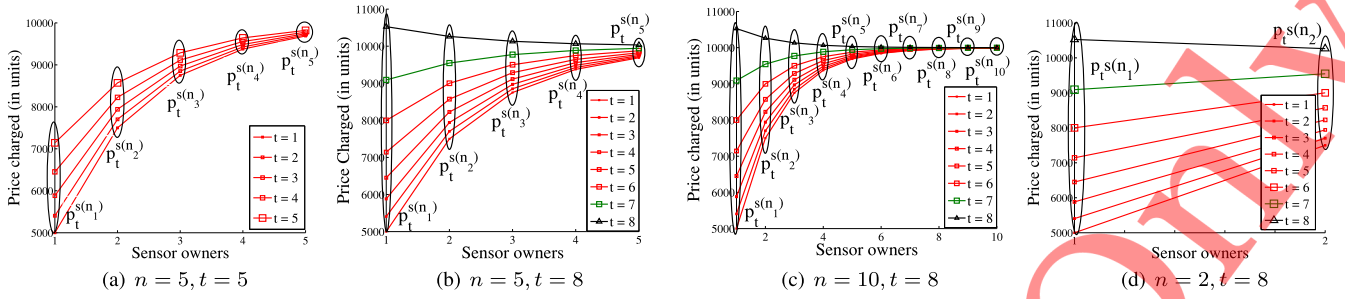 Price charged (in units)
10000
9000
8000
7000
6000
5000
1 2 3 4 5
Sensor owners
p_t^{s(n_1)}
p_t^{s(n_2)}
p_t^{s(n_3)}
p_t^{s(n_4)}
p_t^{s(n_5)}
t = 1
t = 2
t = 3
t = 4
t = 5
(a) n = 5, t = 5
Price Charged (in units)
11000
10000
9000
8000
7000
6000
5000
1 2 3 4 5
Sensor owners
p_t^{s(n_1)}
p_t^{s(n_2)}
p_t^{s(n_3)}
p_t^{s(n_4)}
p_t^{s(n_5)}
t = 1
t = 2
t = 3
t = 4
t = 5
t = 6
t = 7
t = 8
(b) n = 5, t = 8
Price charged (in units)
11000
10000
9000
8000
7000
6000
5000
2 4 6 8 10
Sensor owners
p_t^{s(n_1)}
p_t^{s(n_2)}
p_t^{s(n_3)}
p_t^{s(n_4)}
p_t^{s(n_5)}
p_t^{s(n_6)}
p_t^{s(n_7)}
p_t^{s(n_8)}
p_t^{s(n_9)}
p_t^{s(n_10)}
t = 1
t = 2
t = 3
t = 4
t = 5
t = 6
t = 7
t = 8
(c) n = 10, t = 8
Price charged (in units)
11000
10000
9000
8000
7000
6000
5000
1 2
Sensor owners
p_t s(n_1)
p_t^{s(n_2)}
t = 1
t = 2
t = 3
t = 4
t = 5
t = 6
t = 7
t = 8
(d) n = 2, t = 8
only